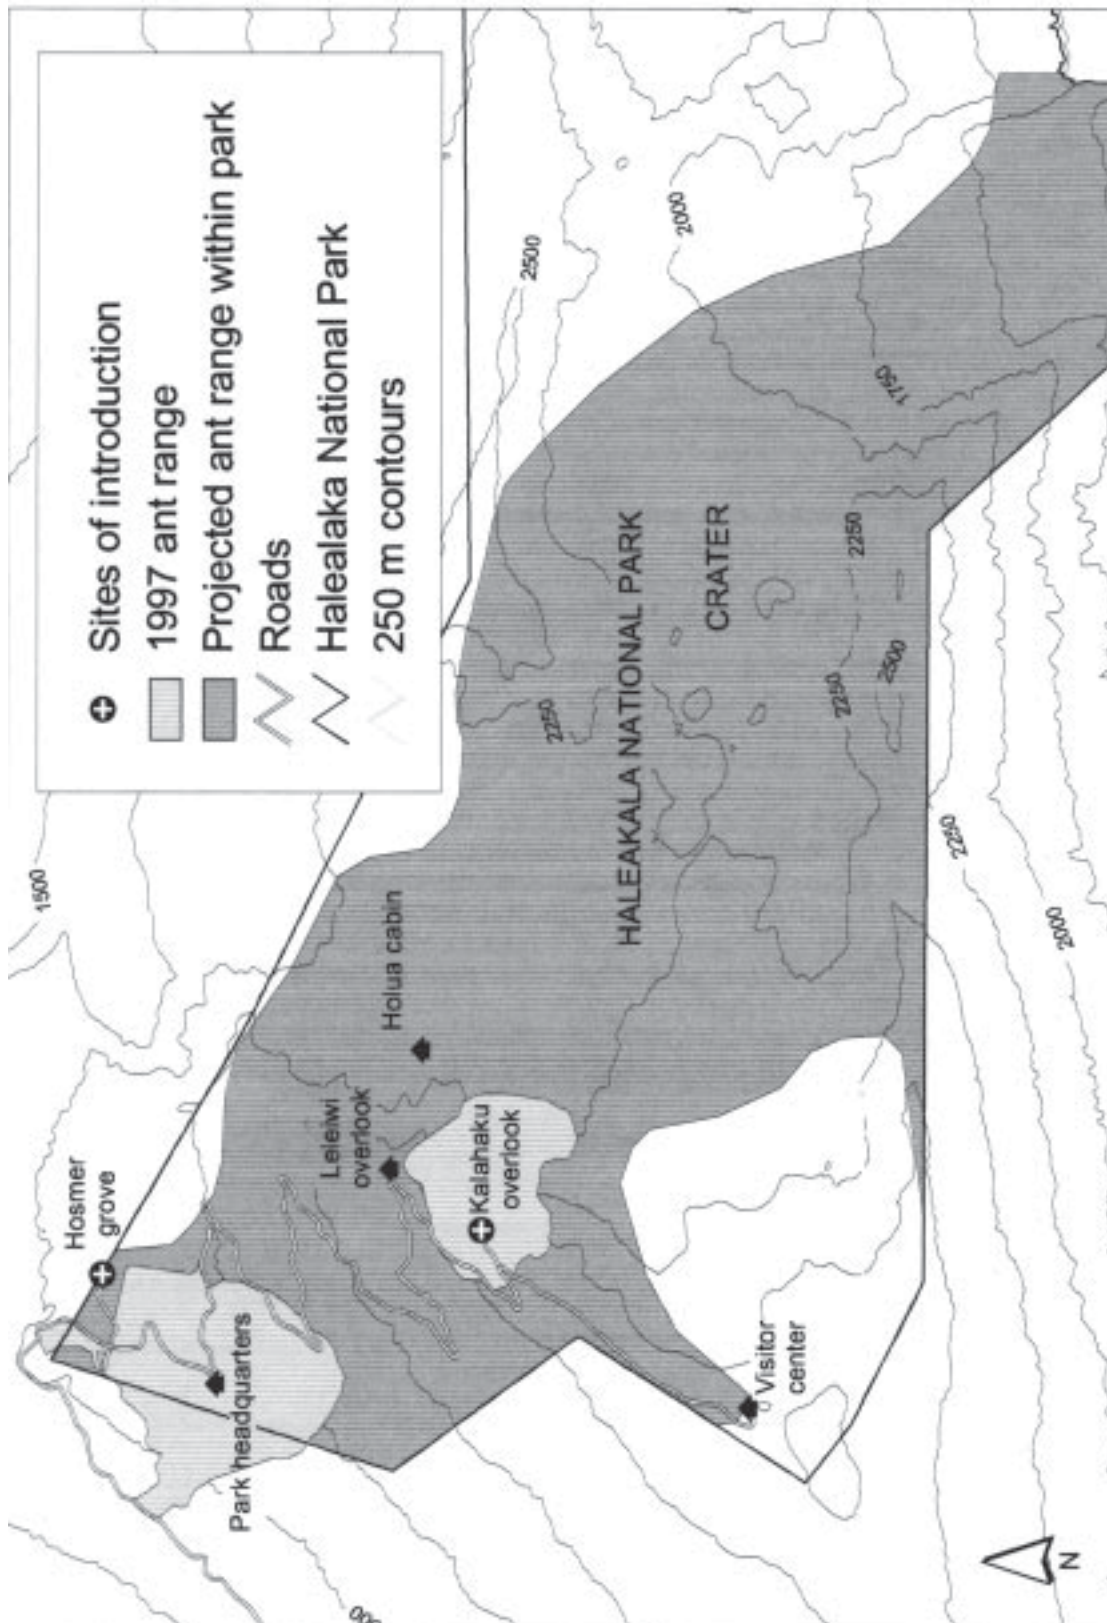 Sites of introduction
1997 ant range
Projected ant range within park
Roads
Halealaka National Park
250 m contours
1500
2500
2000
Hosmer
grove
Park headquarters
Leleiwi
overlook
Holua cabin
Kalahaku
overlook
2250
HALEAKALA NATIONAL PARK
CRATER
1750
2250
2250
2500
Visitor
center
2250
2000
N